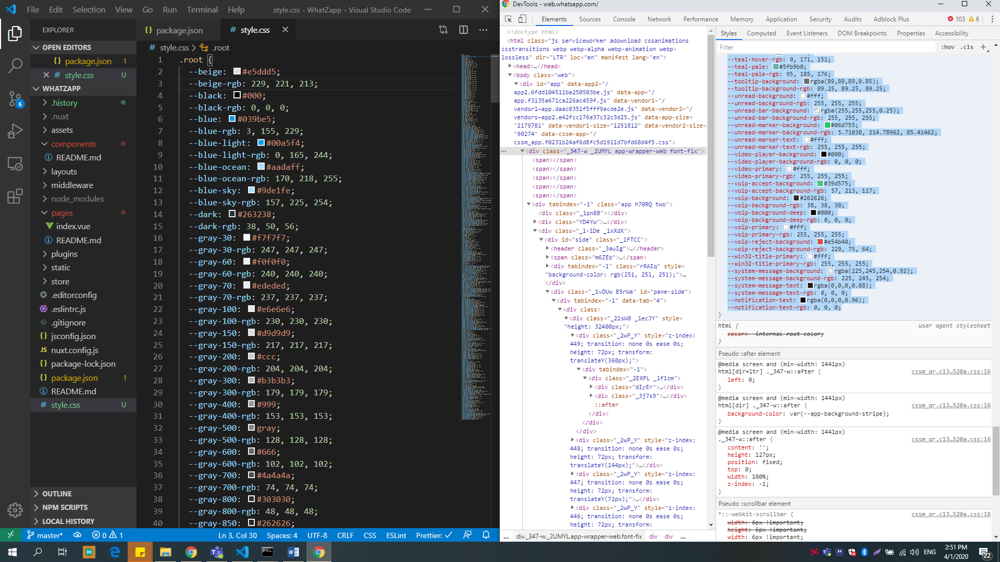 File Edit Selection View Go Run Terminal Help style.css - WhatZapp - Visual Studio Code
EXPLORER
OPEN EDITORS
package.json 1
style.css U
WHATZAPP
.history
.nuxt
assets
components
README.md
layouts
middleware
node_modules
pages
index.vue
README.md
plugins
static
store
.editorconfig
.eslintrc.js
.gitignore
jsconfig.json
nuxt.config.js
package-lock.json
package.json 1
README.md
style.css U
OUTLINE
NPM SCRIPTS
LOCAL HISTORY
6
package.json style.css
style.css > .root
1 .root {
2 --beige: #e5ddd5;
3 --beige-rgb: 229, 221, 213;
4 --black: #000;
5 --black-rgb: 0, 0, 0;
6 --blue: #039be5;
7 --blue-rgb: 3, 155, 229;
8 --blue-light: #00a5f4;
9 --blue-light-rgb: 0, 165, 244;
10 --blue-ocean: #aadaff;
11 --blue-ocean-rgb: 170, 218, 255;
12 --blue-sky: #9de1fe;
13 --blue-sky-rgb: 157, 225, 254;
14 --dark: #263238;
15 --dark-rgb: 38, 50, 56;
16 --gray-30: #f7f7f7;
17 --gray-30-rgb: 247, 247, 247;
18 --gray-60: #f0f0f0;
19 --gray-60-rgb: 240, 240, 240;
20 --gray-70: #ededed;
21 --gray-70-rgb: 237, 237, 237;
22 --gray-100: #e6e6e6;
23 --gray-100-rgb: 230, 230, 230;
24 --gray-150: #d9d9d9;
25 --gray-150-rgb: 217, 217, 217;
26 --gray-200: #ccc;
27 --gray-200-rgb: 204, 204, 204;
28 --gray-300: #b3b3b3;
29 --gray-300-rgb: 179, 179, 179;
30 --gray-400: #999;
31 --gray-400-rgb: 153, 153, 153;
32 --gray-500: gray;
33 --gray-500-rgb: 128, 128, 128;
34 --gray-600: #666;
35 --gray-600-rgb: 102, 102, 102;
36 --gray-700: #4a4a4a;
37 --gray-700-rgb: 74, 74, 74;
38 --gray-800: #303030;
39 --gray-800-rgb: 48, 48, 48;
40 --gray-850: #262626;
master* 0 1 Ln 3, Col 30 Spaces: 4 UTF-8 CRLF CSS ESLint Prettier: ✓
DevTools - web.whatsapp.com/
Elements Sources Console Network Performance Memory Application Security Audits Adblock Plus 103 6
<!doctype html>
<html class="js serviceworker adownload cssanimations
csstransitions webp webp-alpha webp-animation webp-
lossless" dir="LTR" loc="en" manifest lang="en">
<head>…</head>
<body class="web">
<div id="app" data-app2="/
app2.6fdd104511ba250503be.js" data-app="/
app.f3135a671ca226ac459f.js" data-vendor1="/
vendor1~app.daac0351f5fff9acde2e.js" data-vendor2="/
vendors~app2.e42fcc176e37c32c3d25.js" data-app-size=
"2179781" data-vendor1-size="1251812" data-vendor2-size=
"90274" data-cssm-app="/
cssm_app.f0231b24af6d8fc5d1911d7bfd68d4f5.css">
<div class="_347-w _2UMYL app-wrapper-web font-fix">
<span></span>
<span></span>
<span></span>
<span></span>
<span></span>
<div tabindex="-1" class="app h70RQ two">
<div class="_1pn8B"></div>
<div class="YD4Yw">…</div>
<div class="_1-iDe _1xXdX">
<div id="side" class="_1FTCC">
<header class="_3auIg">…</header>
<span class="m6ZEb">…</span>
<div tabindex="-1" class="rRAIq" style=
"background-color: rgb(251, 251, 251);">…
</div>
<div class="_1vDUw B5rWa" id="pane-side">
<div tabindex="-1" data-tab="4">
<div class>
<div class="_21sW0 _1ecJY" style=
"height: 32400px;">
<div class="_2wP_Y" style="z-index:
449; transition: none 0s ease 0s;
height: 72px; transform:
translateY(360px);">
<div tabindex="-1">
<div class="_2EXPL _1f1zm">
<div class="dIyEr">…</div>
<div class="_3j7s9">…</div>
::after
</div>
</div>
</div>
<div class="_2wP_Y" style="z-index:
448; transition: none 0s ease 0s;
height: 72px; transform:
translateY(144px);">…</div>
<div class="_2wP_Y" style="z-index:
447; transition: none 0s ease 0s;
height: 72px; transform:
translateY(72px);">…</div>
<div class="_2wP_Y" style="z-index:
446; transition: none 0s ease 0s;
height: 72px; transform:
... div._347-w._2UMYL.app-wrapper-web.font-fix div div ...
Styles Computed Event Listeners DOM Breakpoints Properties Accessibility
Filter :hov .cls +
--teal-hover-rgb: 0, 171, 151;
--teal-pale: #5fb9b0;
--teal-pale-rgb: 95, 185, 176;
--tooltip-background: rgba(89,89,89,0.85);
--tooltip-background-rgb: 89.25, 89.25, 89.25;
--unread-background: #fff;
--unread-background-rgb: 255, 255, 255;
--unread-bar-background: rgba(255,255,255,0.25);
--unread-bar-background-rgb: 255, 255, 255;
--unread-marker-background: #06d755;
--unread-marker-background-rgb: 5.71038, 214.78962, 85.41462;
--unread-marker-text: #fff;
--unread-marker-text-rgb: 255, 255, 255;
--video-player-background: #000;
--video-player-background-rgb: 0, 0, 0;
--video-primary: #fff;
--video-primary-rgb: 255, 255, 255;
--voip-accept-background: #39d575;
--voip-accept-background-rgb: 57, 213, 117;
--voip-background: #262626;
--voip-background-rgb: 38, 38, 38;
--voip-background-deep: #000;
--voip-background-deep-rgb: 0, 0, 0;
--voip-primary: #fff;
--voip-primary-rgb: 255, 255, 255;
--voip-reject-background: #e54b40;
--voip-reject-background-rgb: 229, 75, 64;
--win32-title-primary: #fff;
--win32-title-primary-rgb: 255, 255, 255;
--system-message-background: rgba(225,245,254,0.92);
--system-message-background-rgb: 225, 245, 254;
--system-message-text: rgba(0,0,0,0.88);
--system-message-text-rgb: 0, 0, 0;
--notification-text: rgba(0,0,0,0.96);
--notification-text-rgb: 0, 0, 0;
}
html { user agent stylesheet
color: -internal-root-color;
}
Pseudo ::after element
@media screen and (min-width: 1441px)
html[dir=ltr] ._347-w::after { cssm_qr.c13…520a.css:16
left: 0;
}
@media screen and (min-width: 1441px)
html[dir] ._347-w::after { cssm_qr.c13…520a.css:16
background-color: var(--app-background-stripe);
}
@media screen and (min-width: 1441px)
._347-w::after { cssm_qr.c13…520a.css:16
content: '';
height: 127px;
position: fixed;
top: 0;
width: 100%;
z-index: -1;
}
Pseudo ::scrollbar element
*::-webkit-scrollbar { cssm_qr.c13…520a.css:18
width: 6px !important;
height: 6px !important;
width: 6px !important;
ENG 2:51 PM
4/1/2020
22